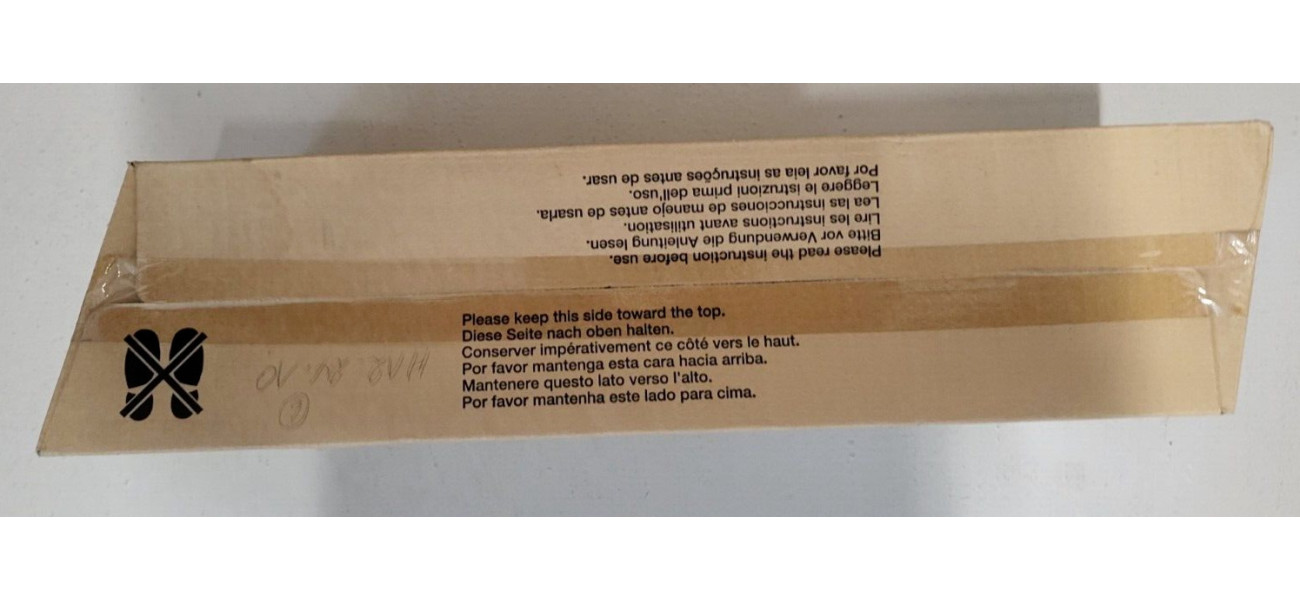 Please read the instruction before use.
Bitte vor Verwendung die Anleitung lesen.
Lire les instructions avant utilisation.
Lea las instrucciones de manejo antes de usarla.
Leggere le istruzioni prima dell'uso.
Por favor leia as instruções antes de usar.
Please keep this side toward the top.
Diese Seite nach oben halten.
Conserver impérativement ce côté vers le haut.
Por favor mantenga esta cara hacia arriba.
Mantenere questo lato verso l'alto.
Por favor mantenha este lado para cima.